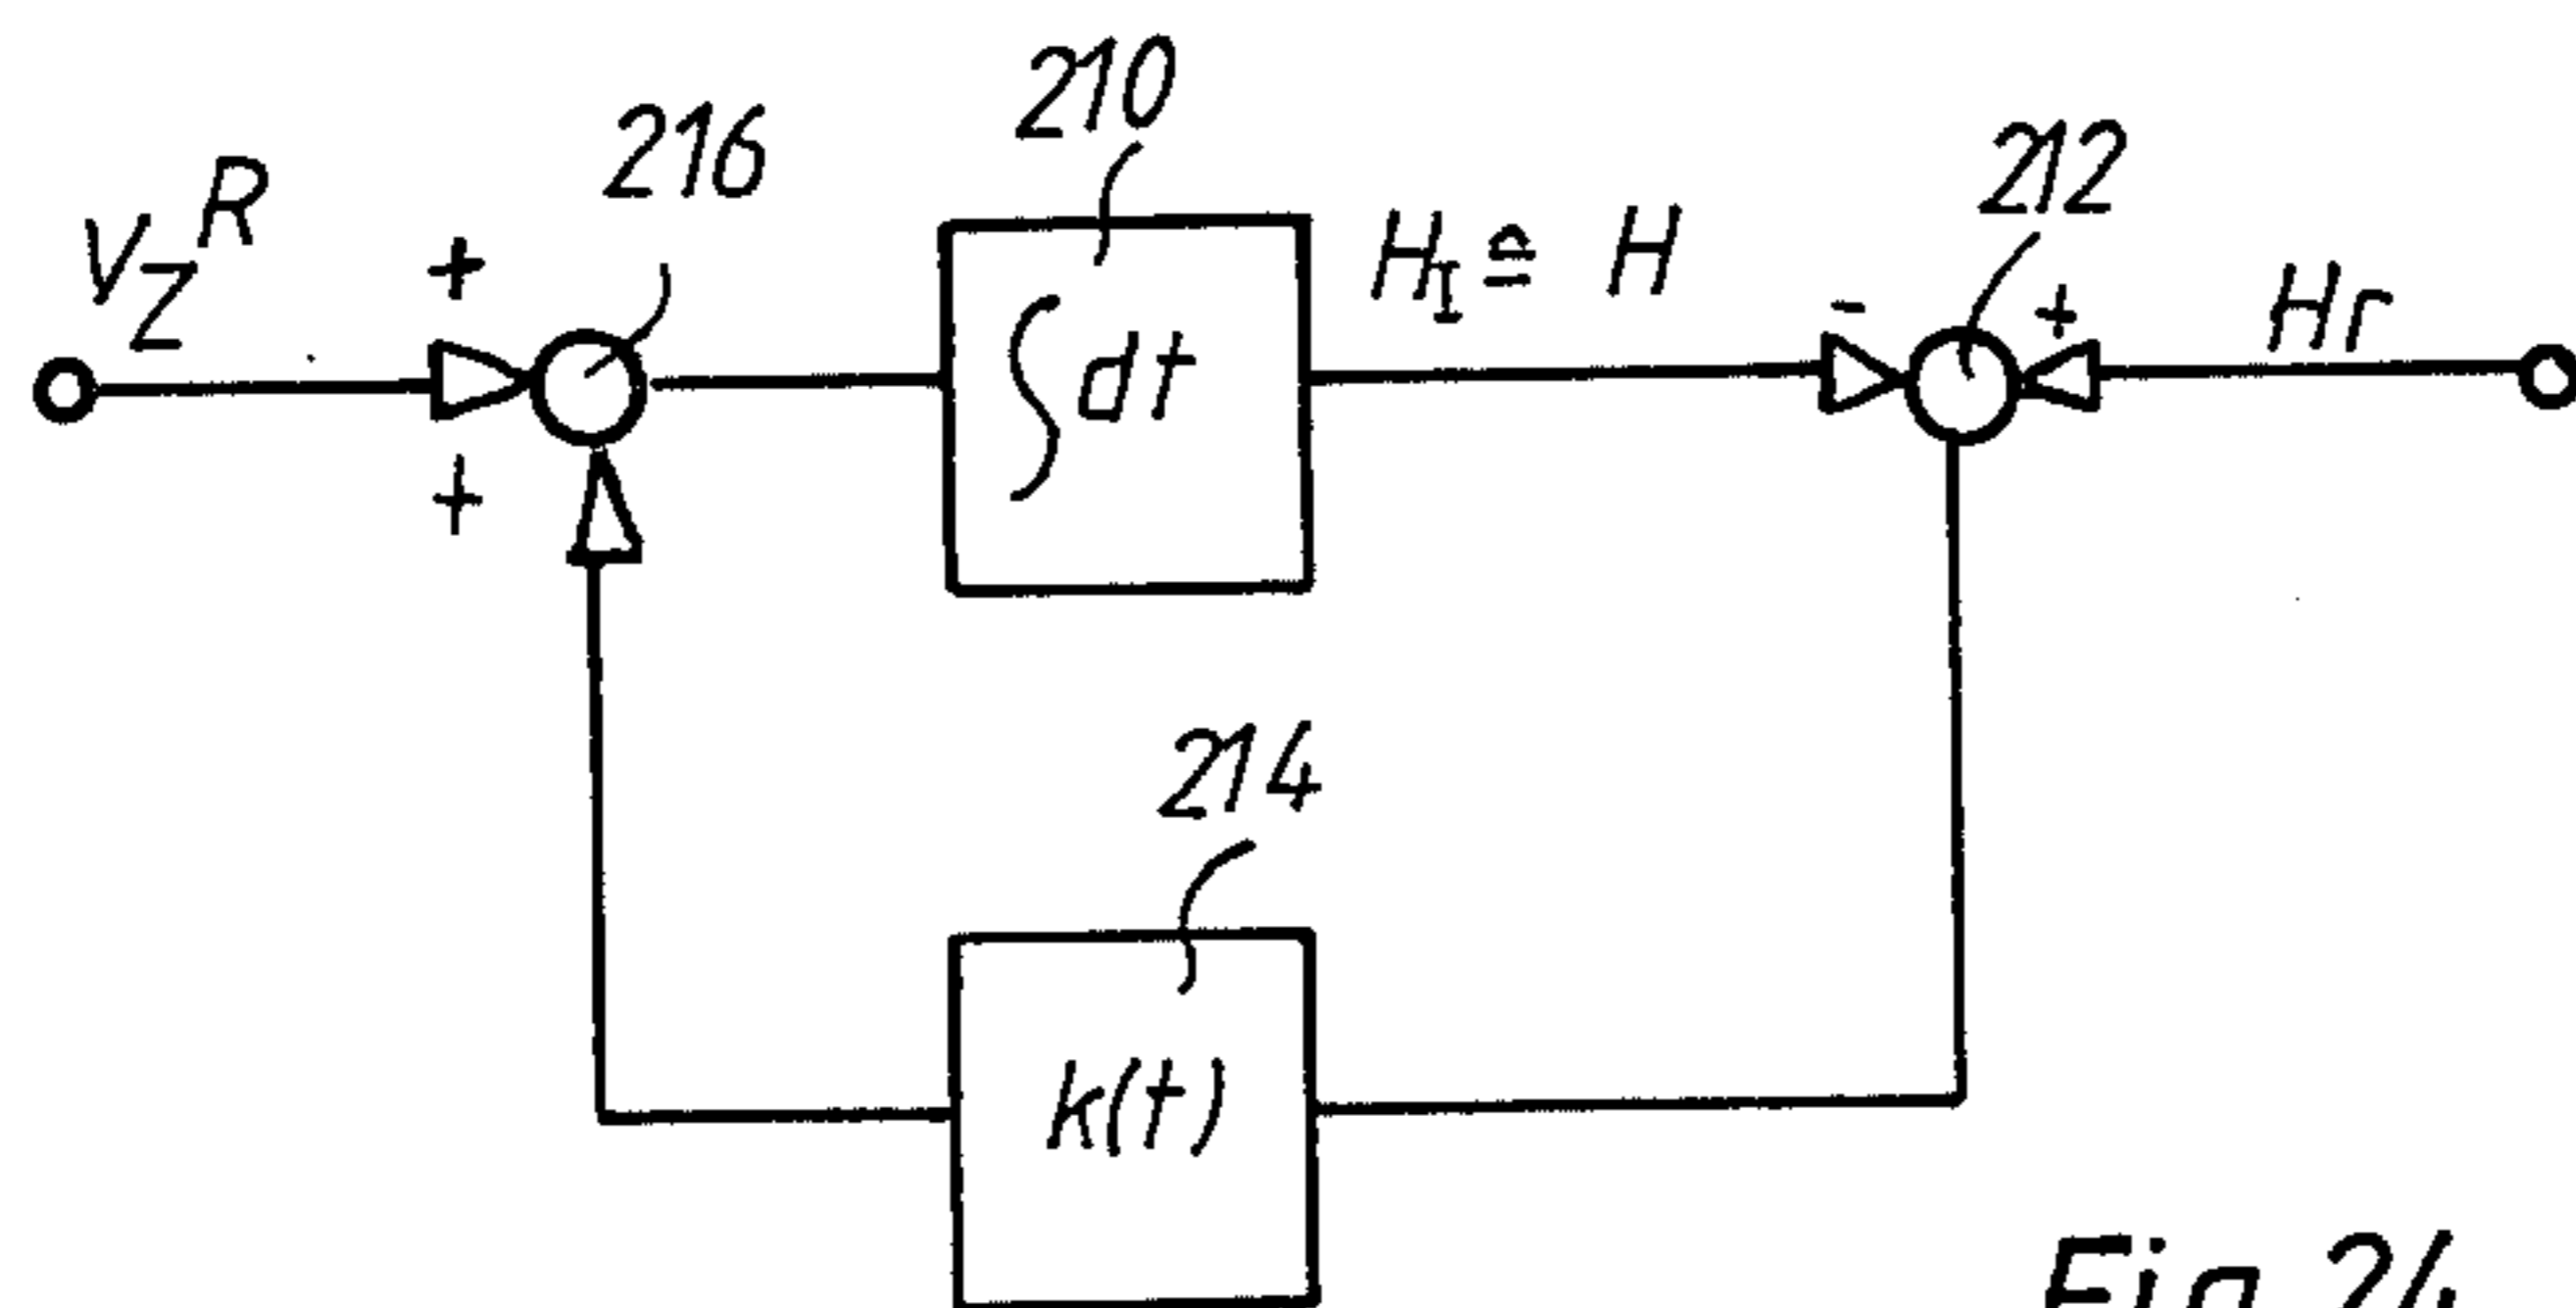 210
216
212
V_Z^R
+
H_I ≙ H
-
+
Hr
∫dt
+
214
k(t)
Fig. 24